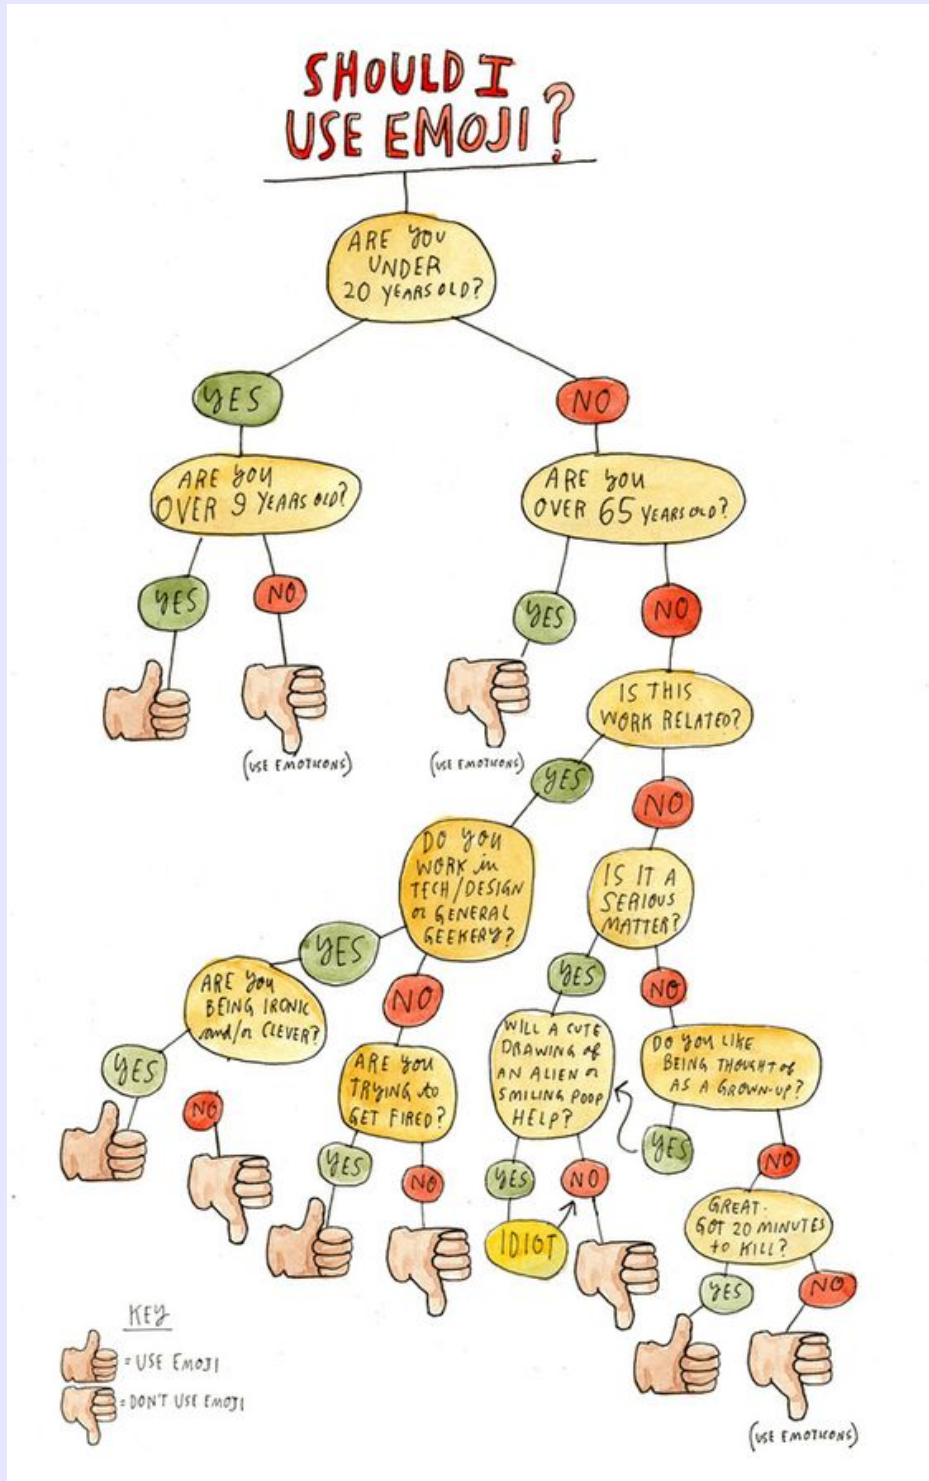 SHOULD I
USE EMOJI?
ARE YOU
UNDER
20 YEARS OLD?
YES
NO
ARE YOU
OVER 9 YEARS OLD?
ARE YOU
OVER 65 YEARS OLD?
YES
NO
YES
NO
(USE EMOTICONS)
(USE EMOTICONS)
IS THIS
WORK RELATED?
YES
NO
DO YOU
WORK in
TECH/DESIGN
or GENERAL
GEEKERY?
IS IT A
SERIOUS
MATTER?
YES
NO
YES
NO
ARE YOU
BEING IRONIC
and/or CLEVER?
ARE YOU
TRYING to
GET FIRED?
WILL A CUTE
DRAWING of
AN ALIEN or
SMILING POOP
HELP?
DO YOU LIKE
BEING THOUGHT of
AS A GROWN-UP?
YES
NO
YES
NO
YES
NO
IDIOT
YES
NO
GREAT.
GOT 20 MINUTES
to KILL?
YES
NO
(USE EMOTICONS)
KEY
= USE EMOJI
= DON'T USE EMOJI